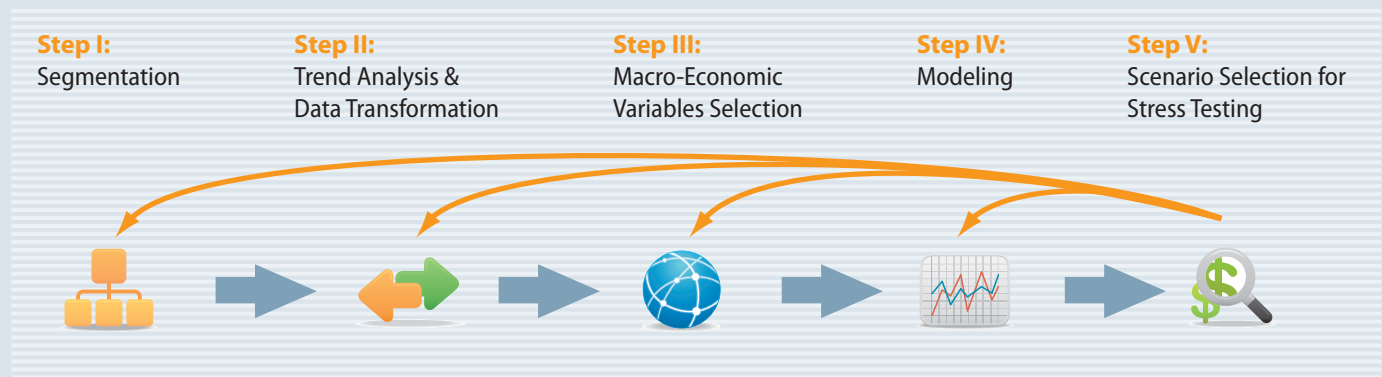 Step I:
Segmentation
Step II:
Trend Analysis &
Data Transformation
Step III:
Macro-Economic
Variables Selection
Step IV:
Modeling
Step V:
Scenario Selection for
Stress Testing
$
$